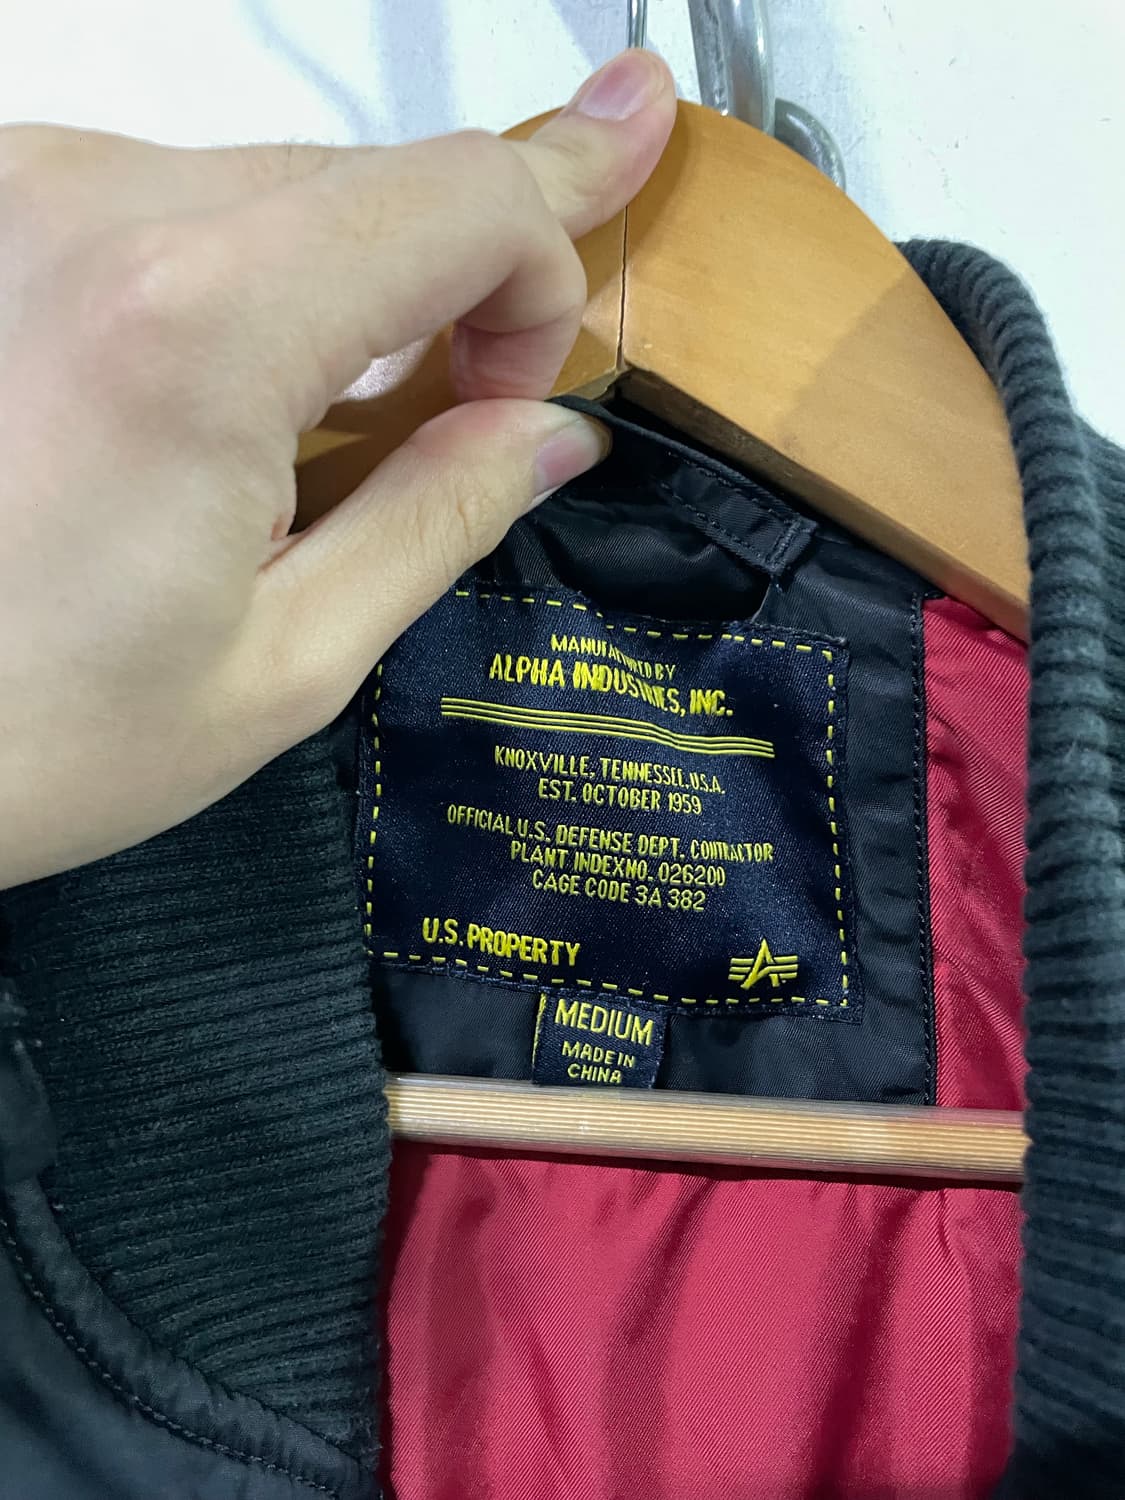 MANUFACTURED BY
ALPHA INDUSTRIES, INC.
KNOXVILLE, TENNESSEE, U.S.A.
EST. OCTOBER 1959
OFFICIAL U.S. DEFENSE DEPT. CONTRACTOR
PLANT INDEXNO. 026200
CAGE CODE 3A 382
U.S. PROPERTY
MEDIUM
MADE IN
CHINA